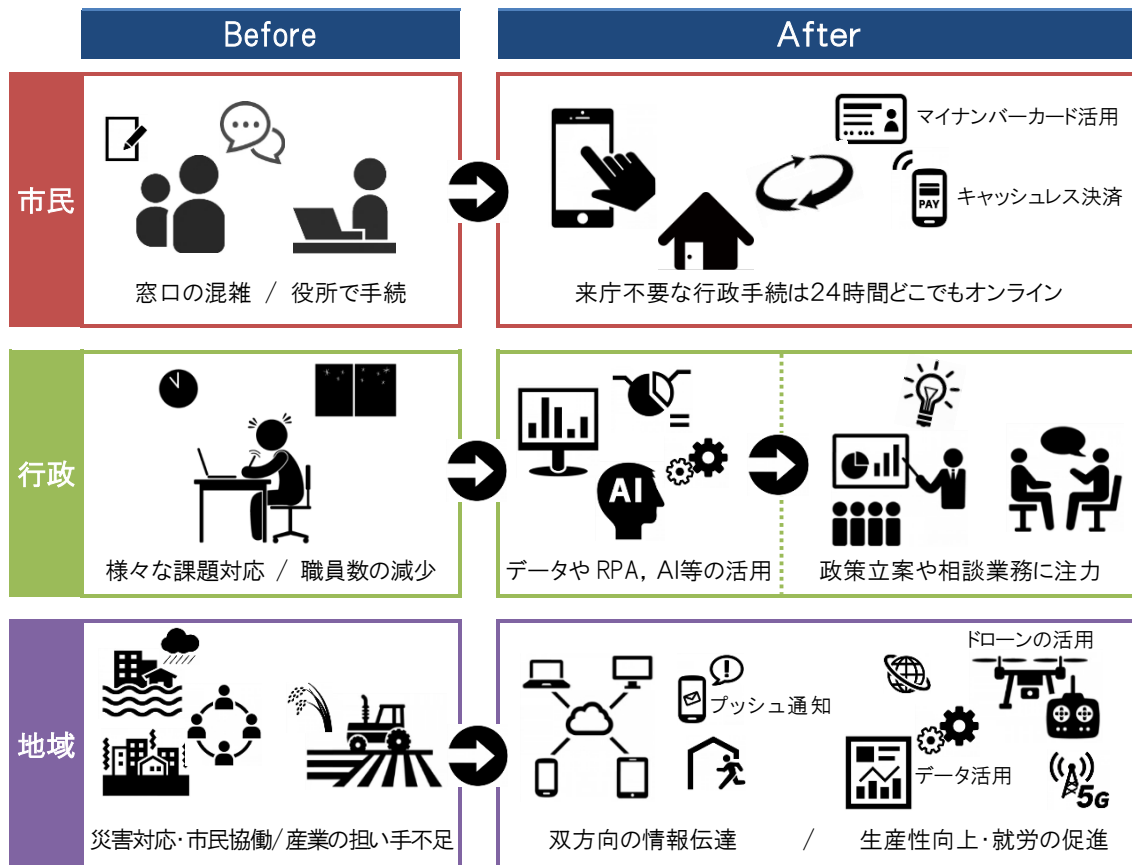 Before
After
市民
マイナンバーカード活用
キャッシュレス決済
PAY
窓口の混雑 / 役所で手続
来庁不要な行政手続は24時間どこでもオンライン
行政
AI
様々な課題対応 / 職員数の減少
データや RPA, AI等の活用
政策立案や相談業務に注力
地域
プッシュ通知
ドローンの活用
データ活用
5G
災害対応・市民協働/産業の担い手不足
双方向の情報伝達 / 生産性向上・就労の促進